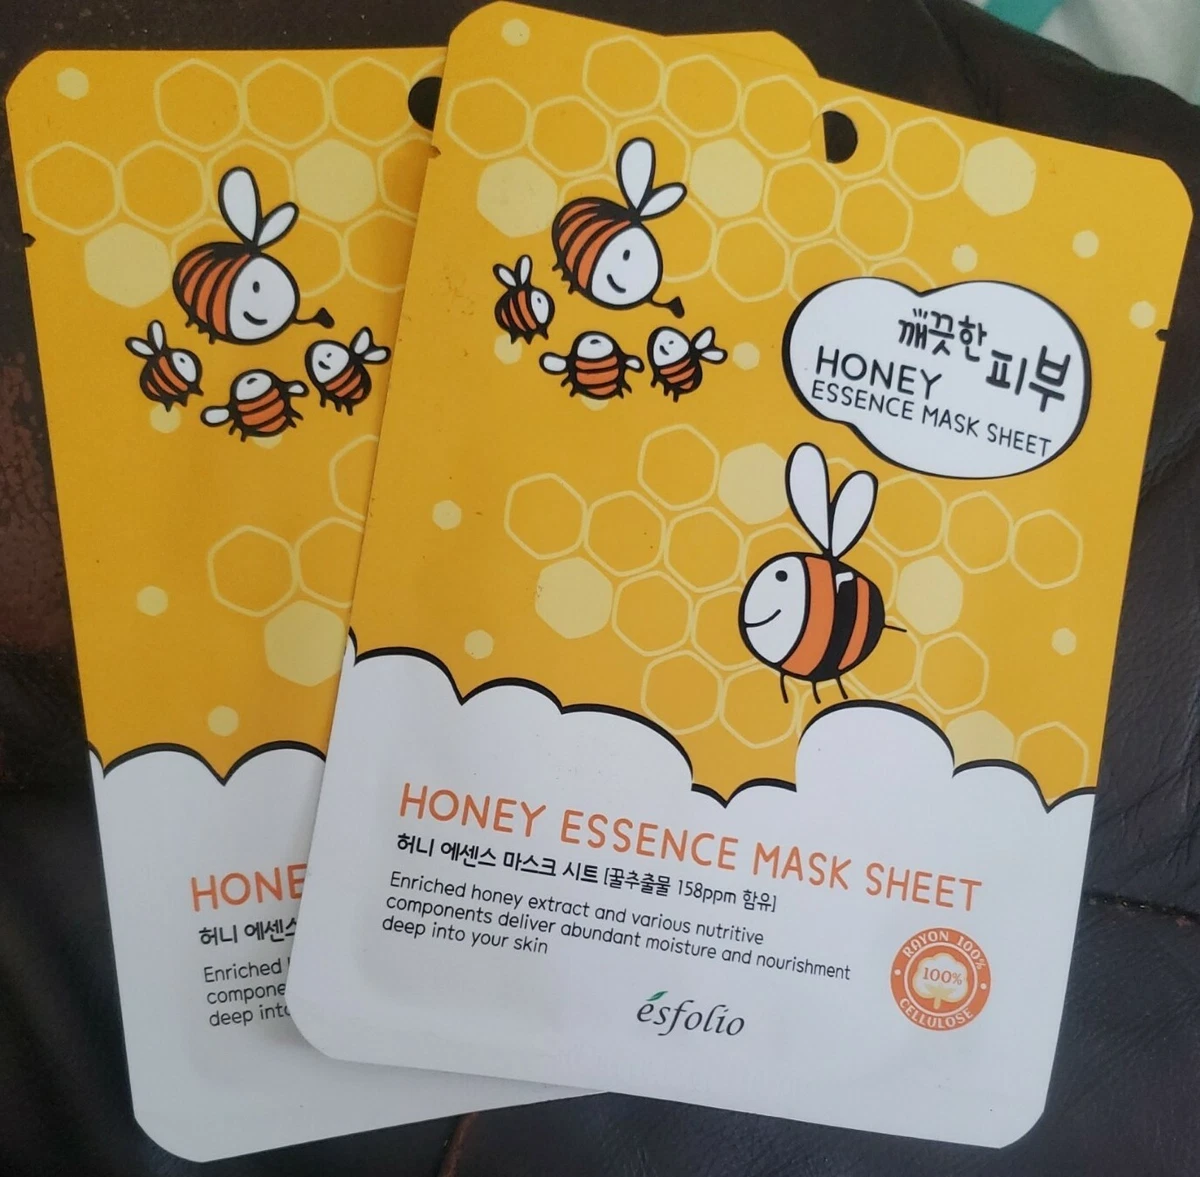 깨끗한 피부
HONEY
ESSENCE MASK SHEET
HONEY ESSENCE MASK SHEET
허니 에센스 마스크 시트 [꿀추출물 158ppm 함유]
Enriched honey extract and various nutritive
components deliver abundant moisture and nourishment
deep into your skin
esfolio
RAYON 100%
100%
CELLULOSE
HONE
허니 에센스
Enriched
compone
deep into